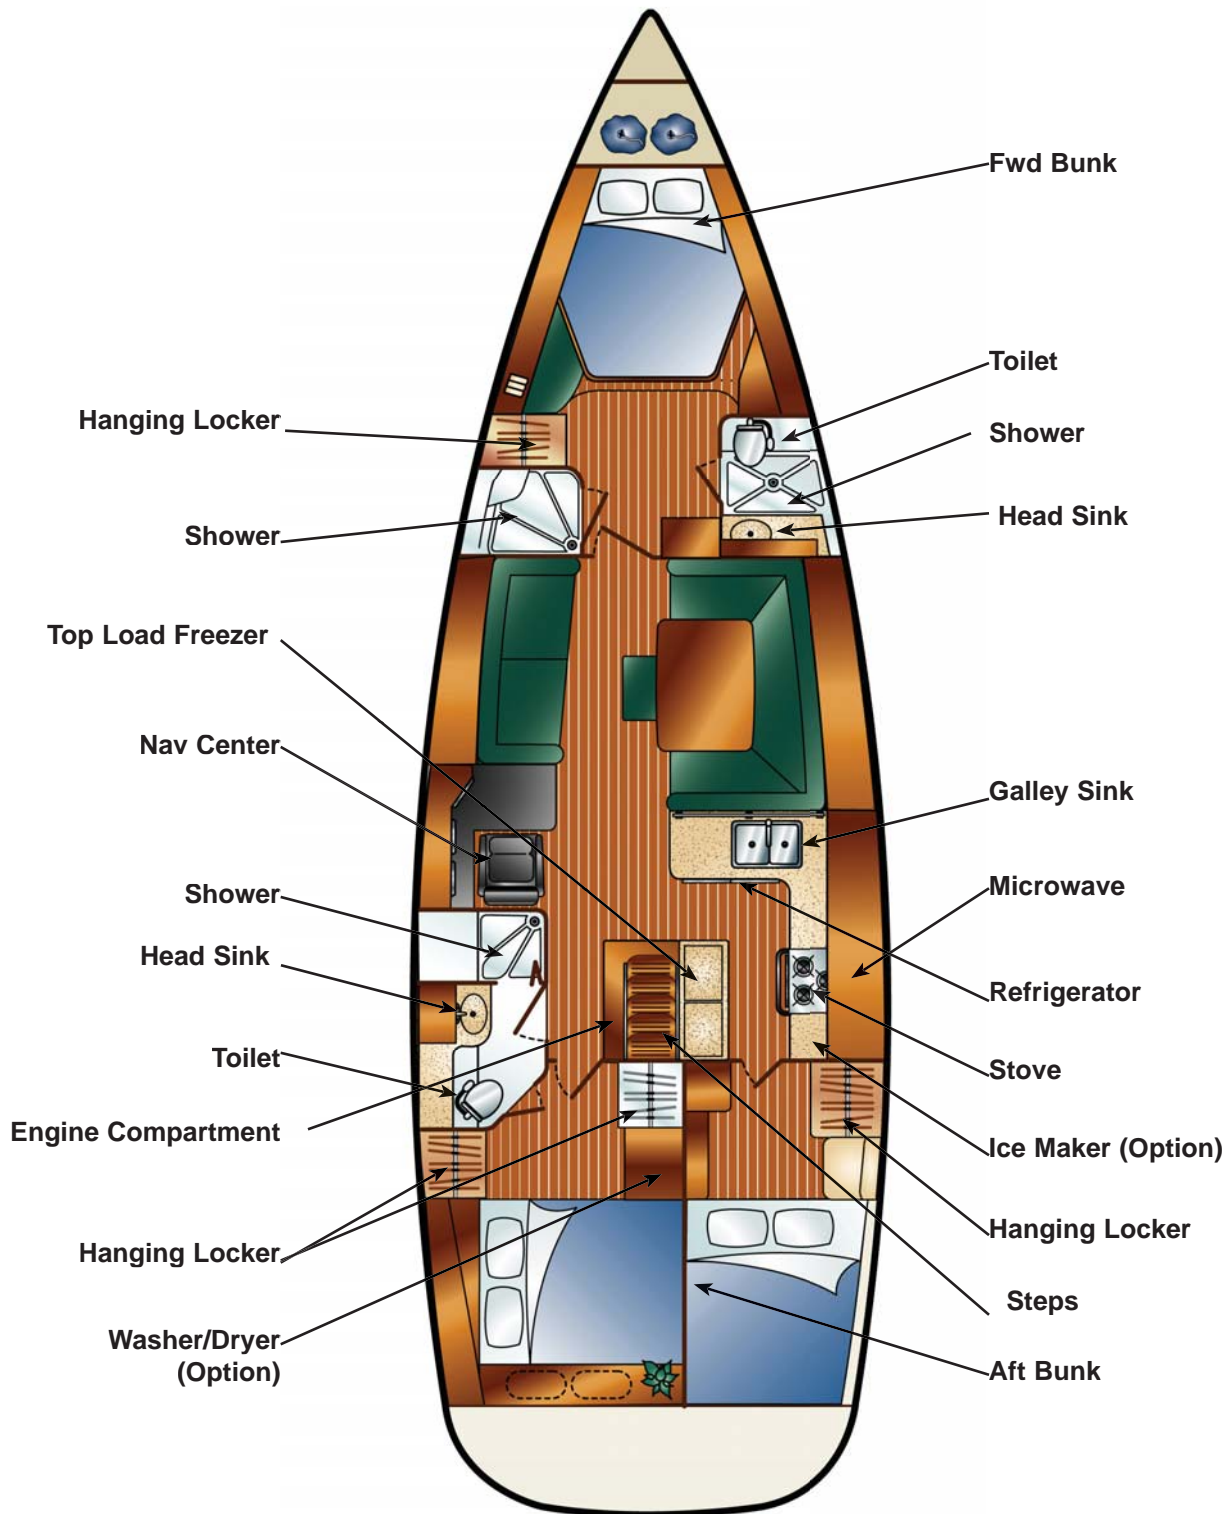 Fwd Bunk
Toilet
Hanging Locker
Shower
Head Sink
Shower
Top Load Freezer
Nav Center
Galley Sink
Microwave
Shower
Head Sink
Refrigerator
Toilet
Stove
Engine Compartment
Ice Maker (Option)
Hanging Locker
Hanging Locker
Steps
Washer/Dryer
(Option)
Aft Bunk